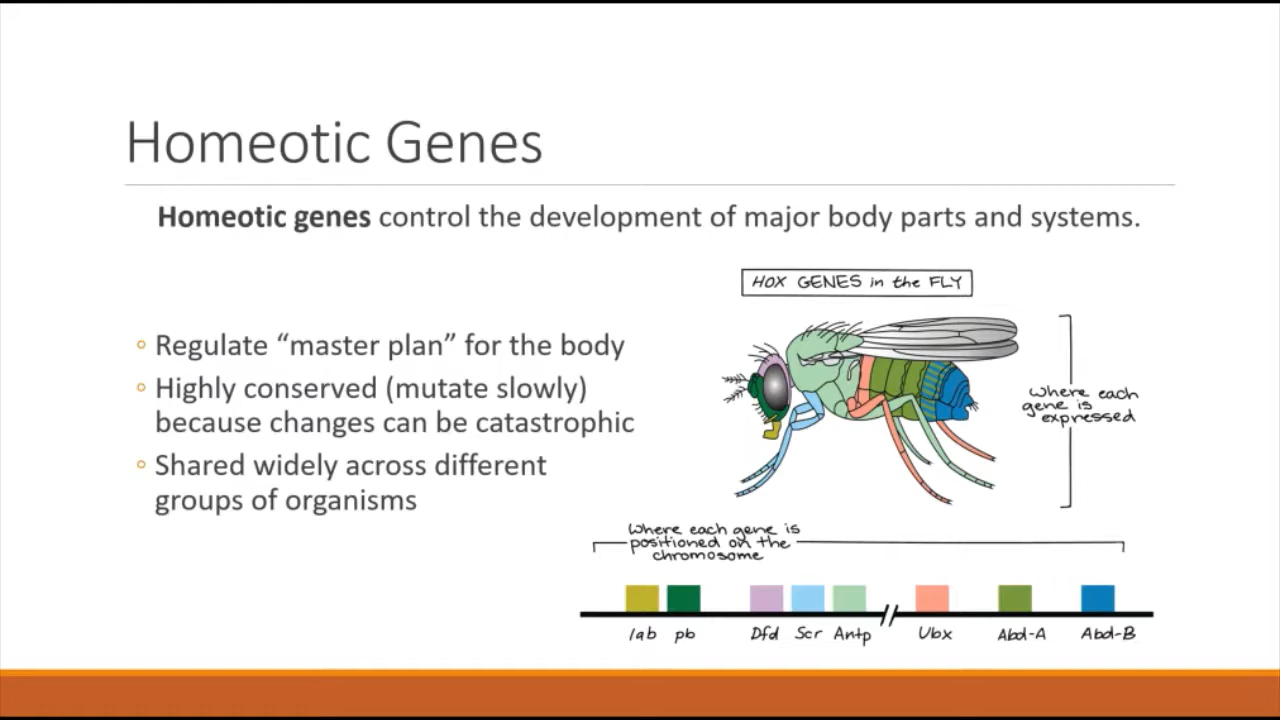 Homeotic Genes
Homeotic genes control the development of major body parts and systems.
◦ Regulate “master plan” for the body
◦ Highly conserved (mutate slowly)
because changes can be catastrophic
◦ Shared widely across different
groups of organisms
HOX GENES in the FLY
where each
gene is
expressed
where each gene is
positioned on the
chromosome
lab pb Dfd Scr Antp Ubx Abd-A Abd-B